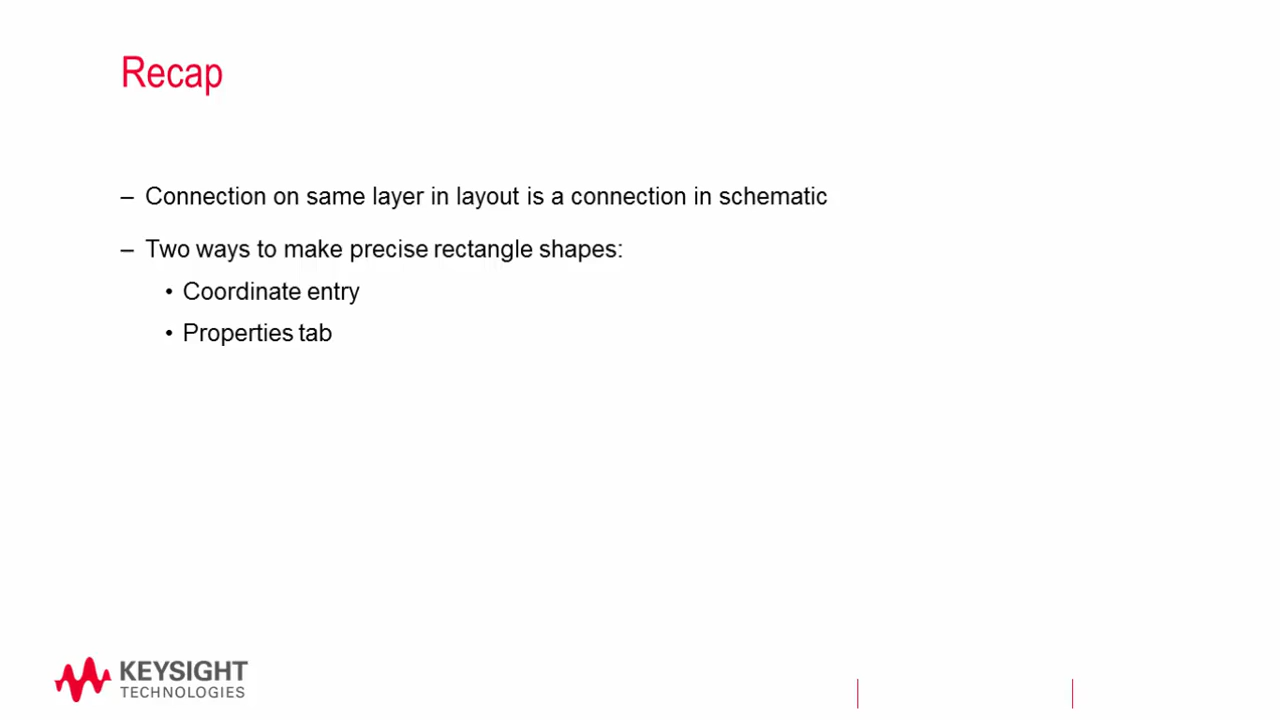 Recap
– Connection on same layer in layout is a connection in schematic
– Two ways to make precise rectangle shapes:
• Coordinate entry
• Properties tab
KEYSIGHT
TECHNOLOGIES